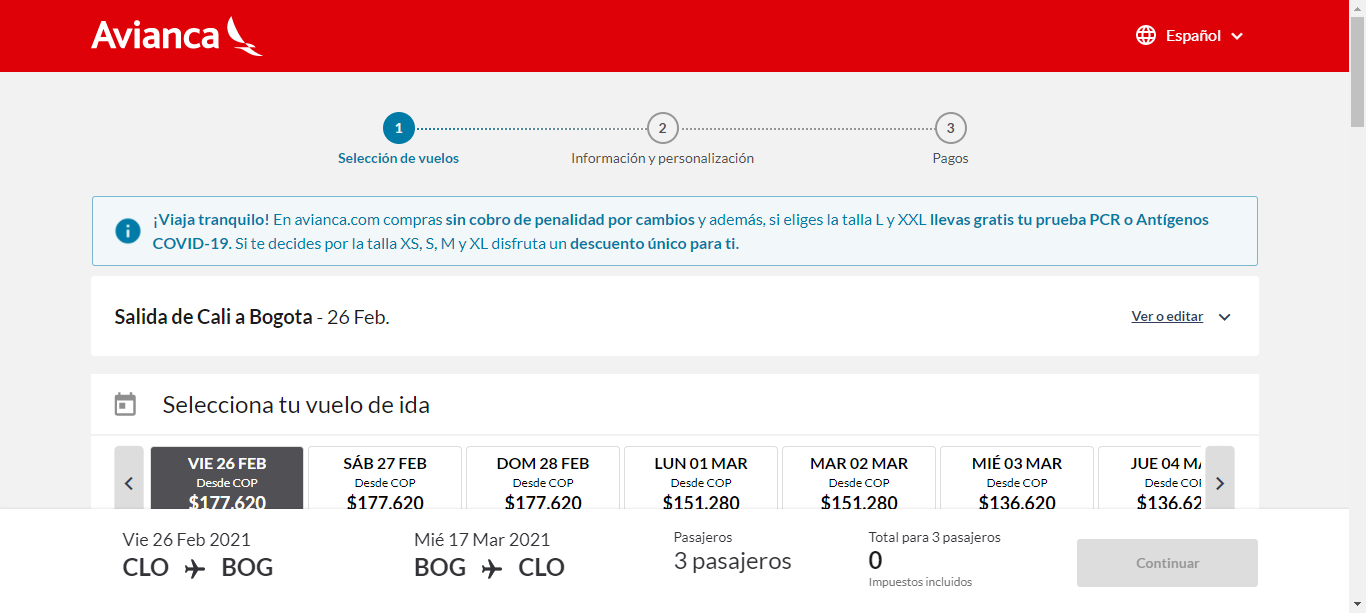 Avianca
Español
1
2
3
Selección de vuelos
Información y personalización
Pagos
¡Viaja tranquilo! En avianca.com compras sin cobro de penalidad por cambios y además, si eliges la talla L y XXL llevas gratis tu prueba PCR o Antígenos
COVID-19. Si te decides por la talla XS, S, M y XL disfruta un descuento único para ti.
Salida de Cali a Bogota - 26 Feb.
Ver o editar
Selecciona tu vuelo de ida
VIE 26 FEB
Desde COP
$177.620
SÁB 27 FEB
Desde COP
$177.620
DOM 28 FEB
Desde COP
$177.620
LUN 01 MAR
Desde COP
$151.280
MAR 02 MAR
Desde COP
$151.280
MIÉ 03 MAR
Desde COP
$136.620
JUE 04 MA
Desde CO
$136.62
Vie 26 Feb 2021
CLO BOG
Mié 17 Mar 2021
BOG CLO
Pasajeros
3 pasajeros
Total para 3 pasajeros
0
Impuestos incluidos
Continuar